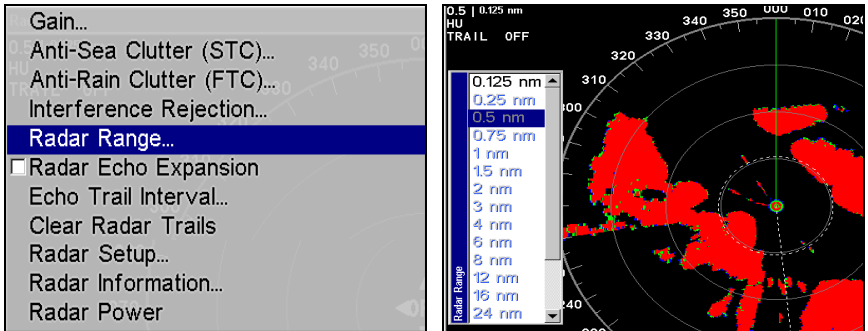 Gain...
Anti-Sea Clutter (STC)...
Anti-Rain Clutter (FTC)...
Interference Rejection...
Radar Range...
Radar Echo Expansion
Echo Trail Interval...
Clear Radar Trails
Radar Setup...
Radar Information...
Radar Power
340 350
0.5 | 0.125 nm
HU
TRAIL OFF
310 320 330 340 350 000 010 020
Radar Range
0.125 nm
0.25 nm
0.5 nm
0.75 nm
1 nm
1.5 nm
2 nm
3 nm
4 nm
6 nm
8 nm
12 nm
16 nm
24 nm